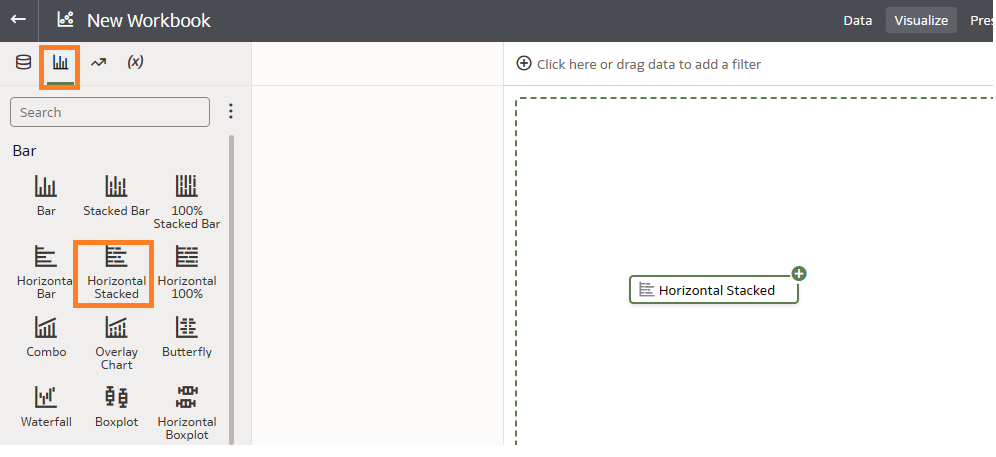 New Workbook
Data
Visualize
Pres
(x)
Click here or drag data to add a filter
Search
Bar
Bar
Stacked Bar
100%
Stacked Bar
Horizonta
Bar
Horizontal
Stacked
Horizontal
100%
Horizontal Stacked
Combo
Overlay
Chart
Butterfly
Waterfall
Boxplot
Horizontal
Boxplot